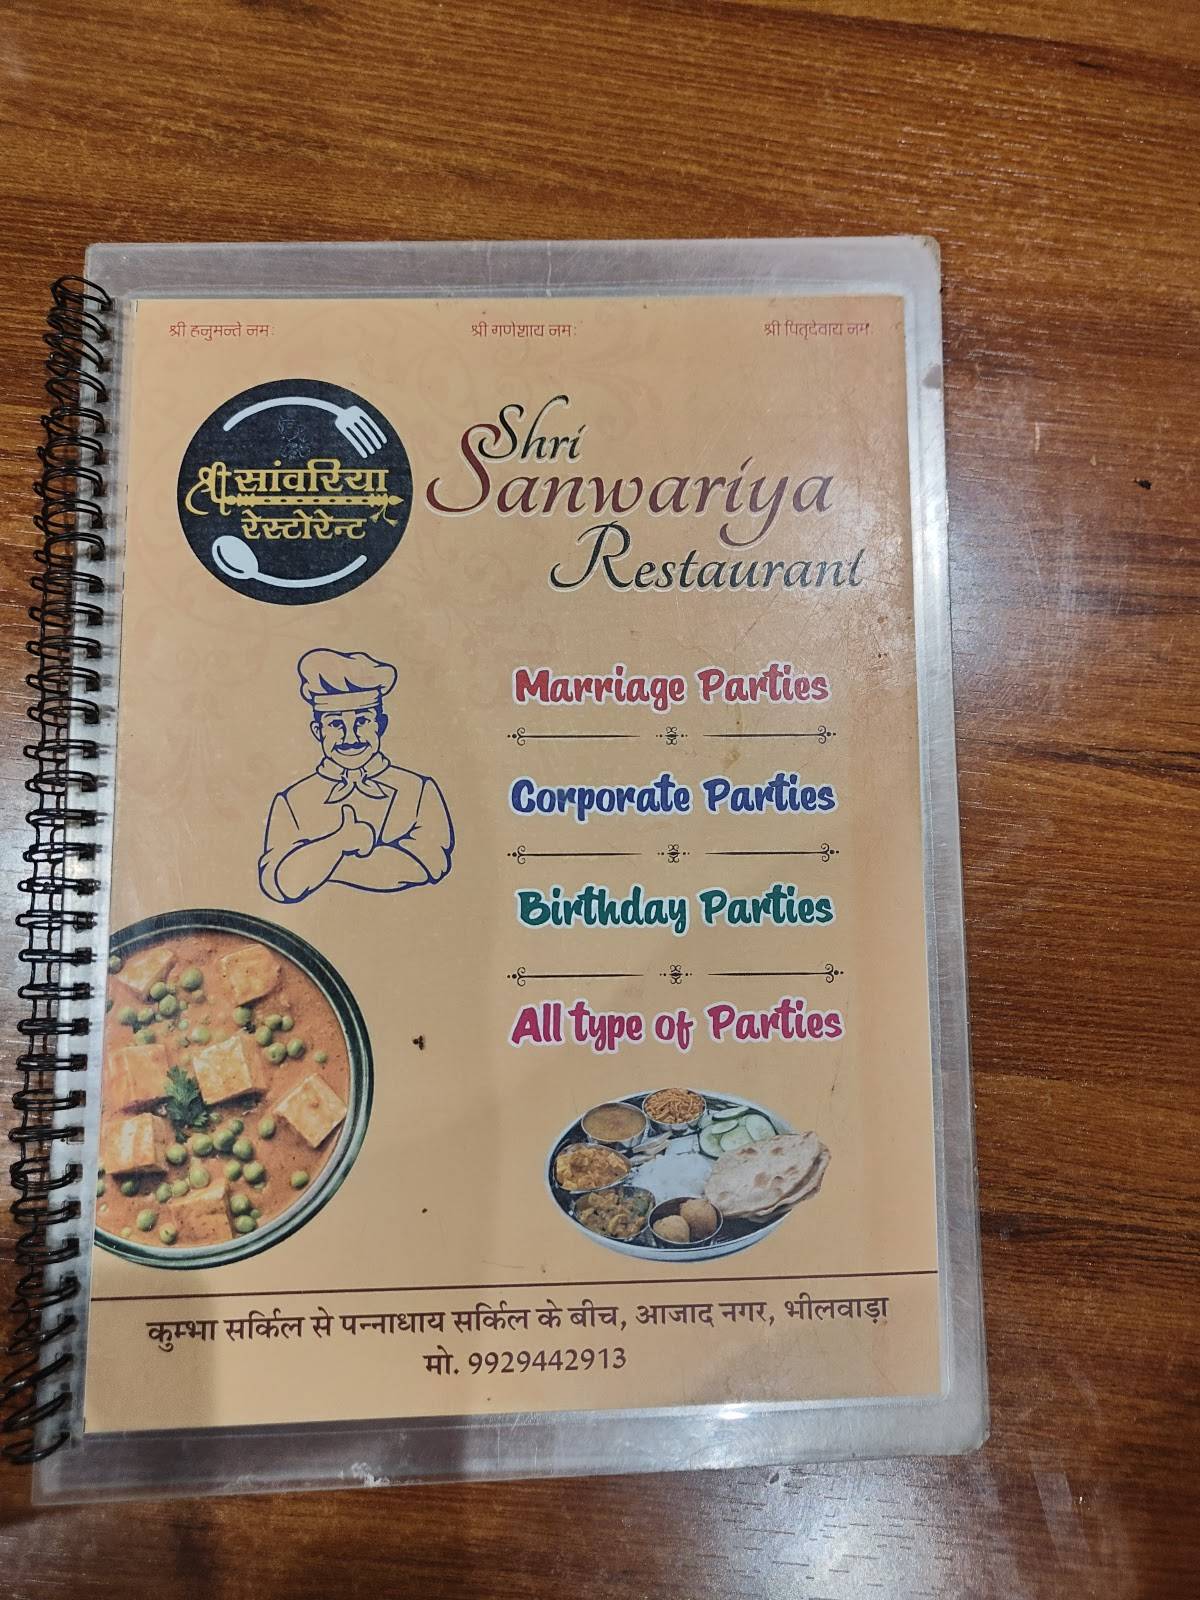 श्री हनुमन्ते नमः
श्री गणेशाय नमः
श्री पितृदेवाय नमः
श्री सांवरिया
रेस्टोरेन्ट
Shri
Sanwariya
Restaurant
Marriage Parties
Corporate Parties
Birthday Parties
All type of Parties
कुम्भा सर्किल से पन्नाधाय सर्किल के बीच, आजाद नगर, भीलवाड़ा
मो. 9929442913